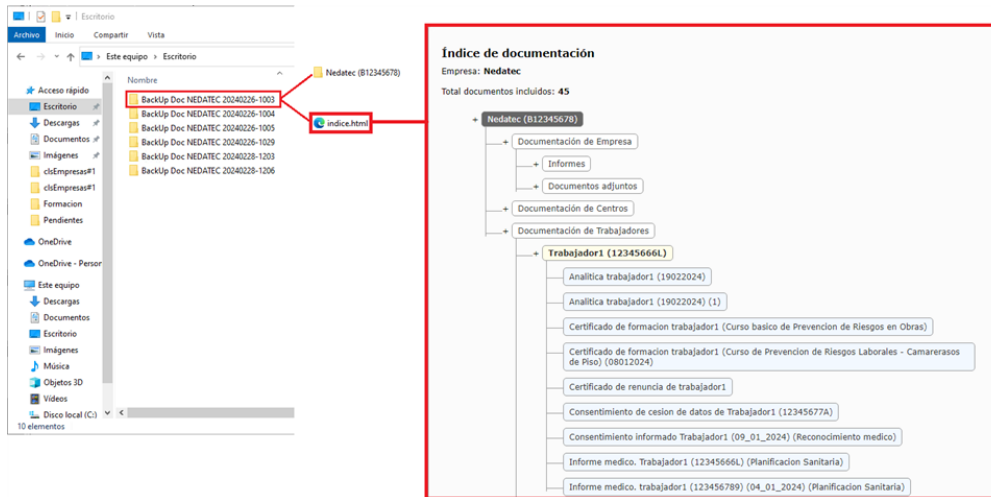 Escritorio
Archivo Inicio Compartir Vista
Este equipo > Escritorio
Nombre
Acceso rápido
Escritorio
Descargas
Documentos
Imágenes
clsEmpresas#1
clsEmpresas#1
Formacion
Pendientes
OneDrive
OneDrive - Person
Este equipo
Descargas
Documentos
Escritorio
Imágenes
Música
Objetos 3D
Vídeos
Disco local (C:)
10 elementos
BackUp Doc NEDATEC 20240226-1003
BackUp Doc NEDATEC 20240226-1004
BackUp Doc NEDATEC 20240226-1005
BackUp Doc NEDATEC 20240226-1029
BackUp Doc NEDATEC 20240228-1203
BackUp Doc NEDATEC 20240228-1206
Nedatec (B12345678)
indice.html
Índice de documentación
Empresa: Nedatec
Total documentos incluidos: 45
+ Nedatec (B12345678)
+ Documentación de Empresa
+ Informes
+ Documentos adjuntos
+ Documentación de Centros
+ Documentación de Trabajadores
+ Trabajador1 (12345666L)
Analitica trabajador1 (19022024)
Analitica trabajador1 (19022024) (1)
Certificado de formacion trabajador1 (Curso basico de Prevencion de Riesgos en Obras)
Certificado de formacion trabajador1 (Curso de Prevencion de Riesgos Laborales - Camarerasos
de Piso) (08012024)
Certificado de renuncia de trabajador1
Consentimiento de cesion de datos de Trabajador1 (12345677A)
Consentimiento informado Trabajador1 (09_01_2024) (Reconocimiento medico)
Informe medico. Trabajador1 (12345666L) (Planificacion Sanitaria)
Informe medico. trabajador1 (123456789) (04_01_2024) (Planificacion Sanitaria)